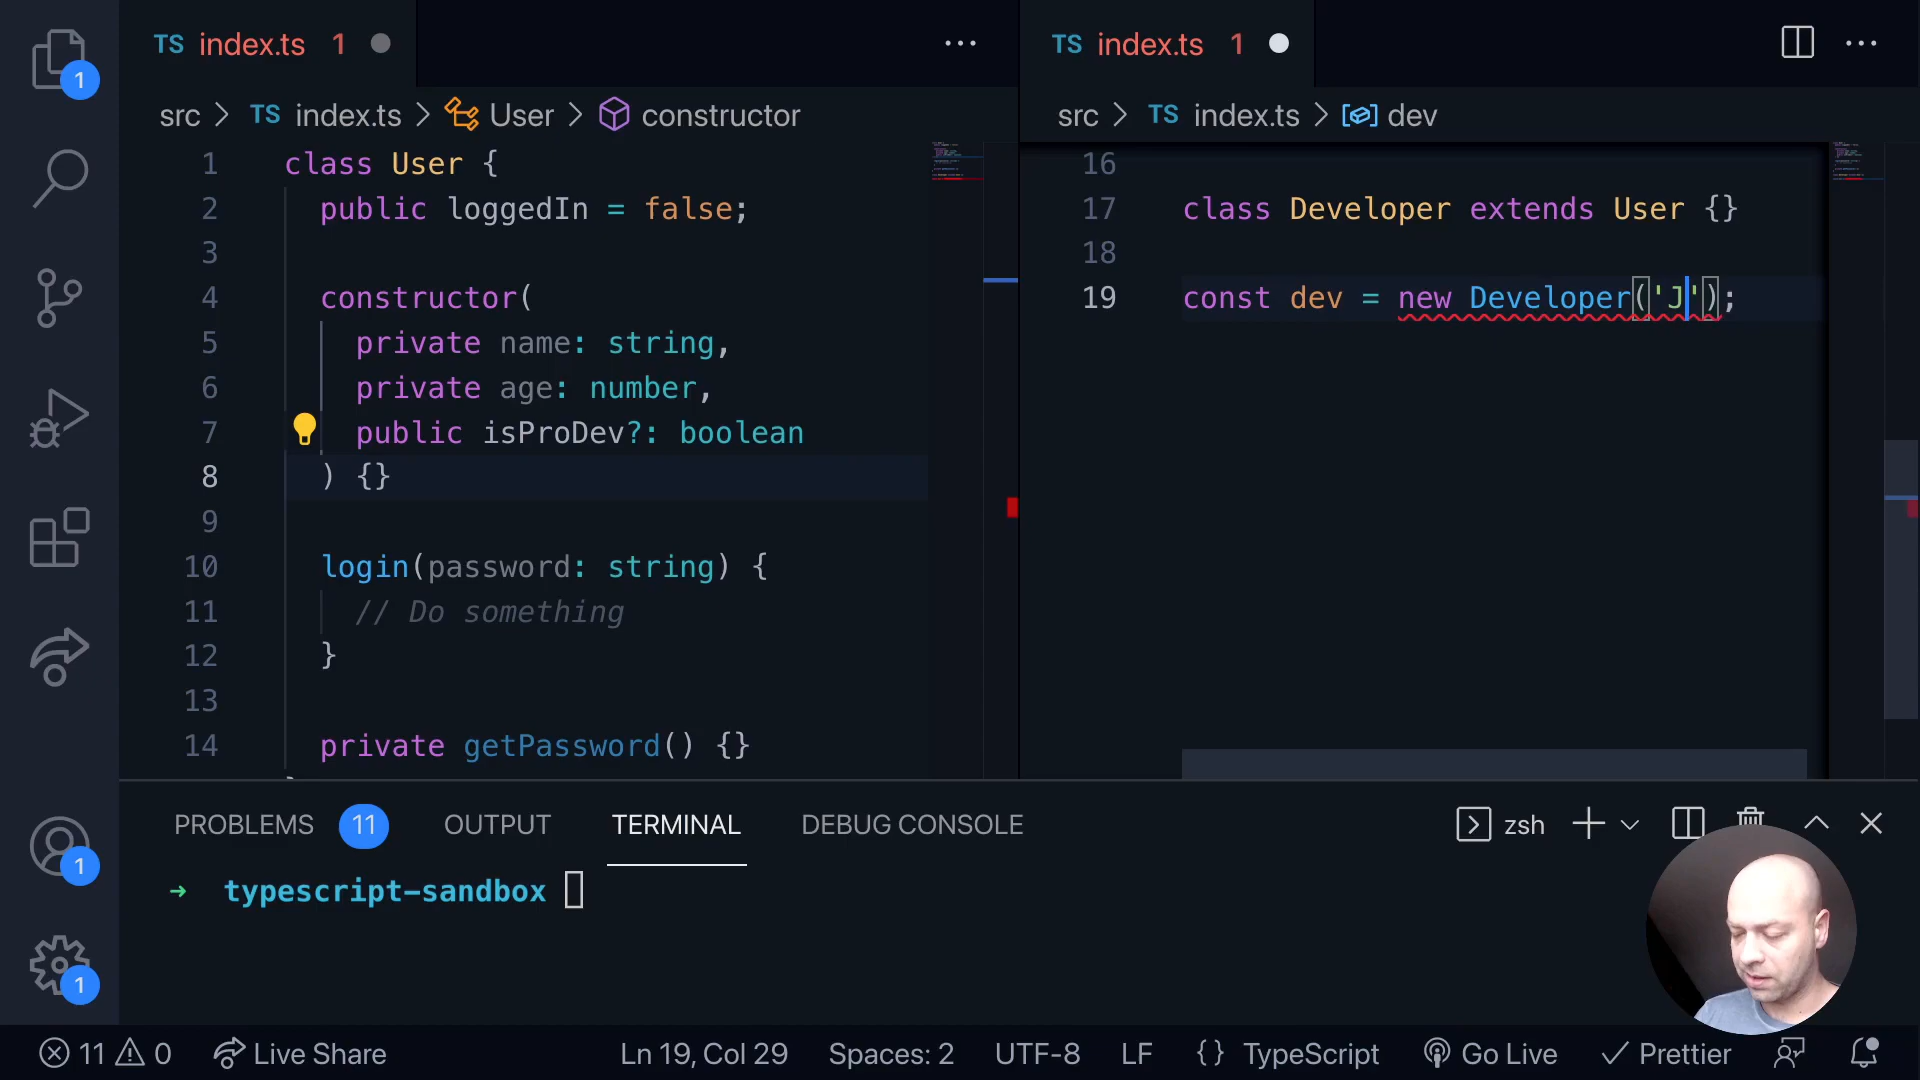 TS index.ts 1
src > TS index.ts > User > constructor
1 class User {
2 public loggedIn = false;
3
4 constructor(
5 private name: string,
6 private age: number,
7 public isProDev?: boolean
8 ) {}
9
10 login(password: string) {
11 // Do something
12 }
13
14 private getPassword() {}
TS index.ts 1
src > TS index.ts > dev
16
17 class Developer extends User {}
18
19 const dev = new Developer('J');
PROBLEMS 11 OUTPUT TERMINAL DEBUG CONSOLE zsh
→ typescript-sandbox
1
1
1
11 0 Live Share Ln 19, Col 29 Spaces: 2 UTF-8 LF {} TypeScript Go Live Prettier